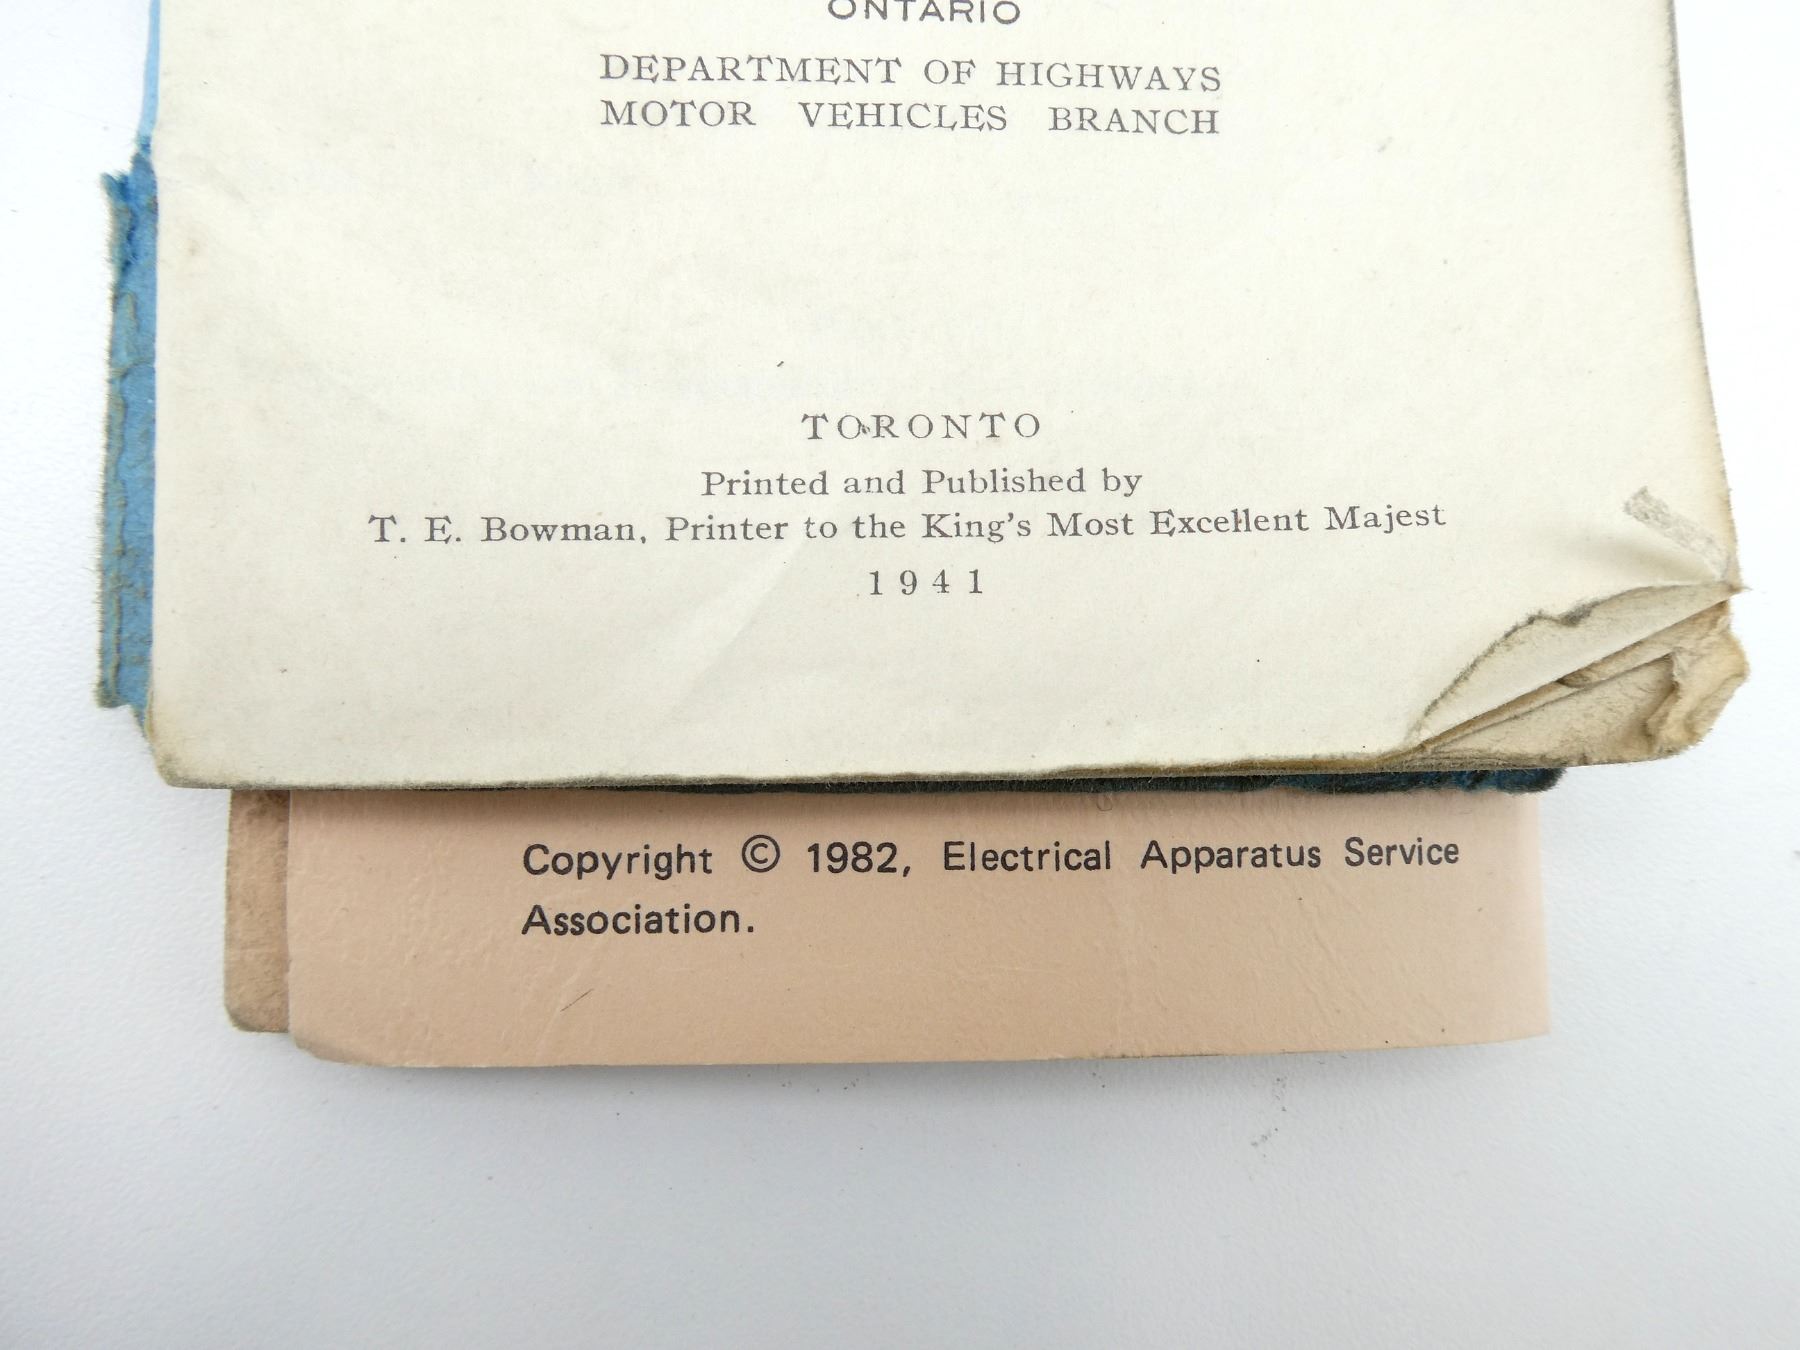 ONTARIO
DEPARTMENT OF HIGHWAYS
MOTOR VEHICLES BRANCH
TORONTO
Printed and Published by
T. E. Bowman, Printer to the King's Most Excellent Majest
1941
Copyright © 1982, Electrical Apparatus Service
Association.